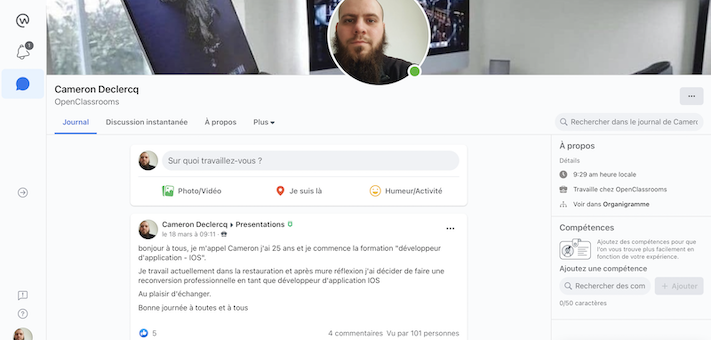 1
Cameron Declercq
OpenClassrooms
...
Journal Discussion instantanée À propos Plus
Rechercher dans le journal de Camero
Sur quoi travaillez-vous ?
Photo/Vidéo Je suis là Humeur/Activité
Cameron Declercq Presentations
le 18 mars à 09:11 ·
bonjour à tous, je m'appel Cameron j'ai 25 ans et je commence la formation "développeur
d'application - IOS".
Je travail actuellement dans la restauration et après mure réflexion j'ai décider de faire une
reconversion professionnelle en tant que développeur d'application IOS
Au plaisir d'échanger.
Bonne journée à toutes et à tous
5 4 commentaires Vu par 101 personnes
À propos
Détails
9:29 am heure locale
Travaille chez OpenClassrooms
Voir dans Organigramme
Compétences
Ajoutez des compétences pour que
l'on vous trouve plus facilement en
fonction de votre expérience.
Ajoutez une compétence
Rechercher des com + Ajouter
0/50 caractères